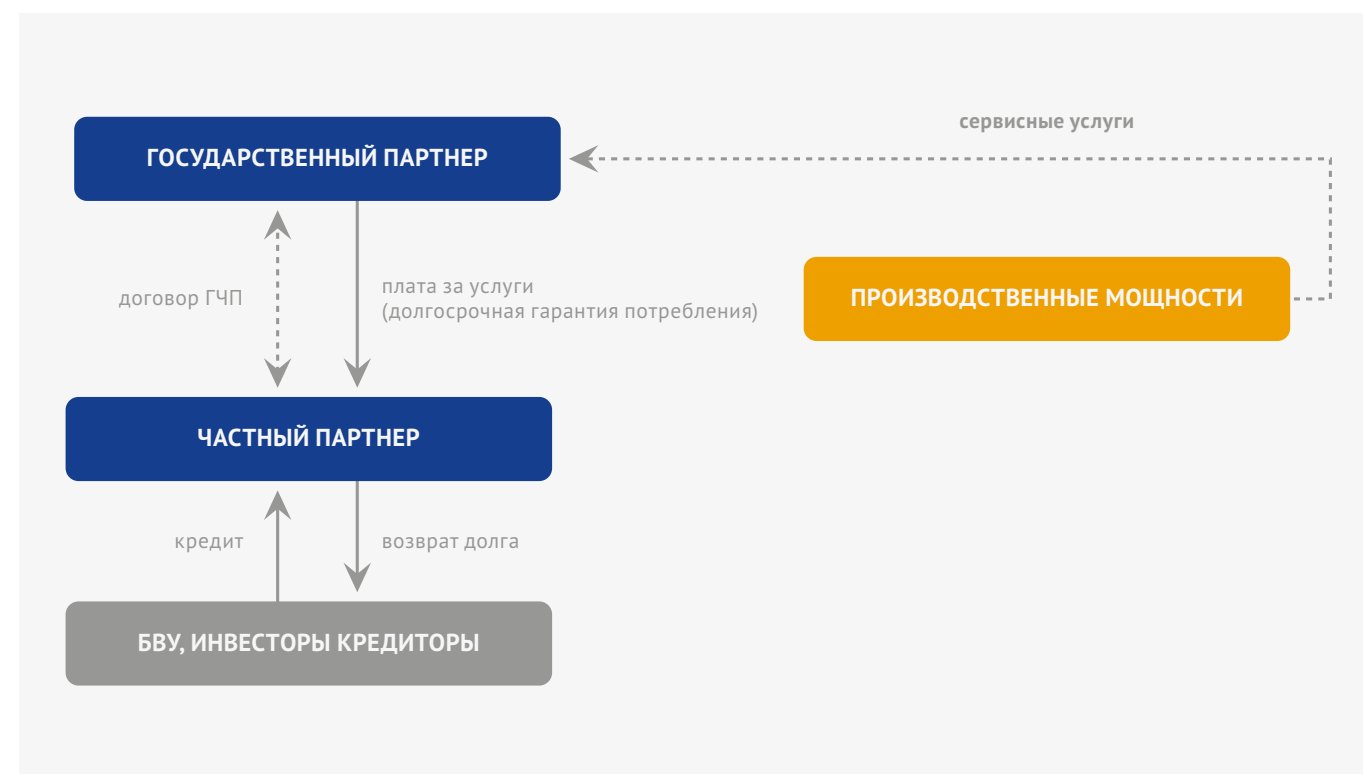 сервисные услуги
ГОСУДАРСТВЕННЫЙ ПАРТНЕР
ПРОИЗВОДСТВЕННЫЕ МОЩНОСТИ
договор ГЧП
плата за услуги
(долгосрочная гарантия потребления)
ЧАСТНЫЙ ПАРТНЕР
кредит
возврат долга
БВУ, ИНВЕСТОРЫ КРЕДИТОРЫ